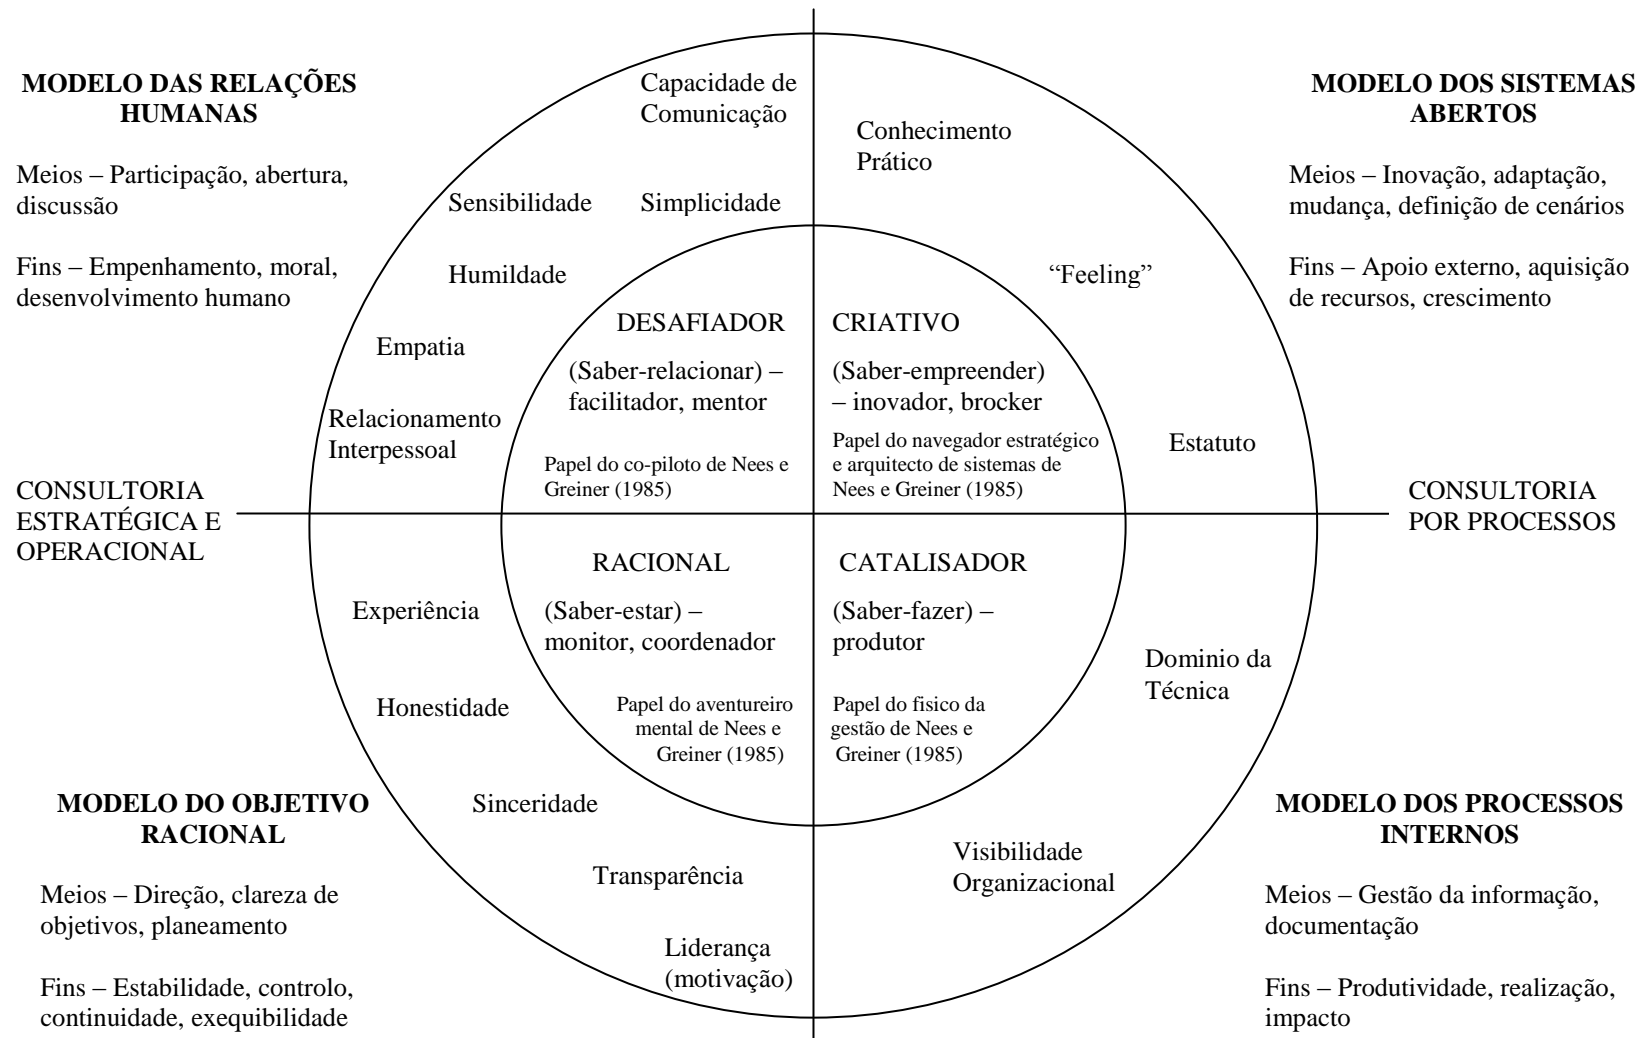 MODELO DAS RELAÇÕES
HUMANAS
Meios – Participação, abertura,
discussão
Fins – Empenhamento, moral,
desenvolvimento humano
Capacidade de
Comunicação
Sensibilidade
Simplicidade
Humildade
Empatia
Relacionamento
Interpessoal
DESAFIADOR
(Saber-relacionar) –
facilitador, mentor
Papel do co-piloto de Nees e
Greiner (1985)
Conhecimento
Prático
“Feeling”
Estatuto
CRIATIVO
(Saber-empreender)
– inovador, brocker
Papel do navegador estratégico
e arquitecto de sistemas de
Nees e Greiner (1985)
MODELO DOS SISTEMAS
ABERTOS
Meios – Inovação, adaptação,
mudança, definição de cenários
Fins – Apoio externo, aquisição
de recursos, crescimento
CONSULTORIA
ESTRATÉGICA E
OPERACIONAL
CONSULTORIA
POR PROCESSOS
RACIONAL
(Saber-estar) –
monitor, coordenador
Papel do aventureiro
mental de Nees e
Greiner (1985)
Experiência
Honestidade
Sinceridade
Transparência
Liderança
(motivação)
MODELO DO OBJETIVO
RACIONAL
Meios – Direção, clareza de
objetivos, planeamento
Fins – Estabilidade, controlo,
continuidade, exequibilidade
CATALISADOR
(Saber-fazer) –
produtor
Papel do fisico da
gestão de Nees e
Greiner (1985)
Dominio da
Técnica
Visibilidade
Organizacional
MODELO DOS PROCESSOS
INTERNOS
Meios – Gestão da informação,
documentação
Fins – Produtividade, realização,
impacto